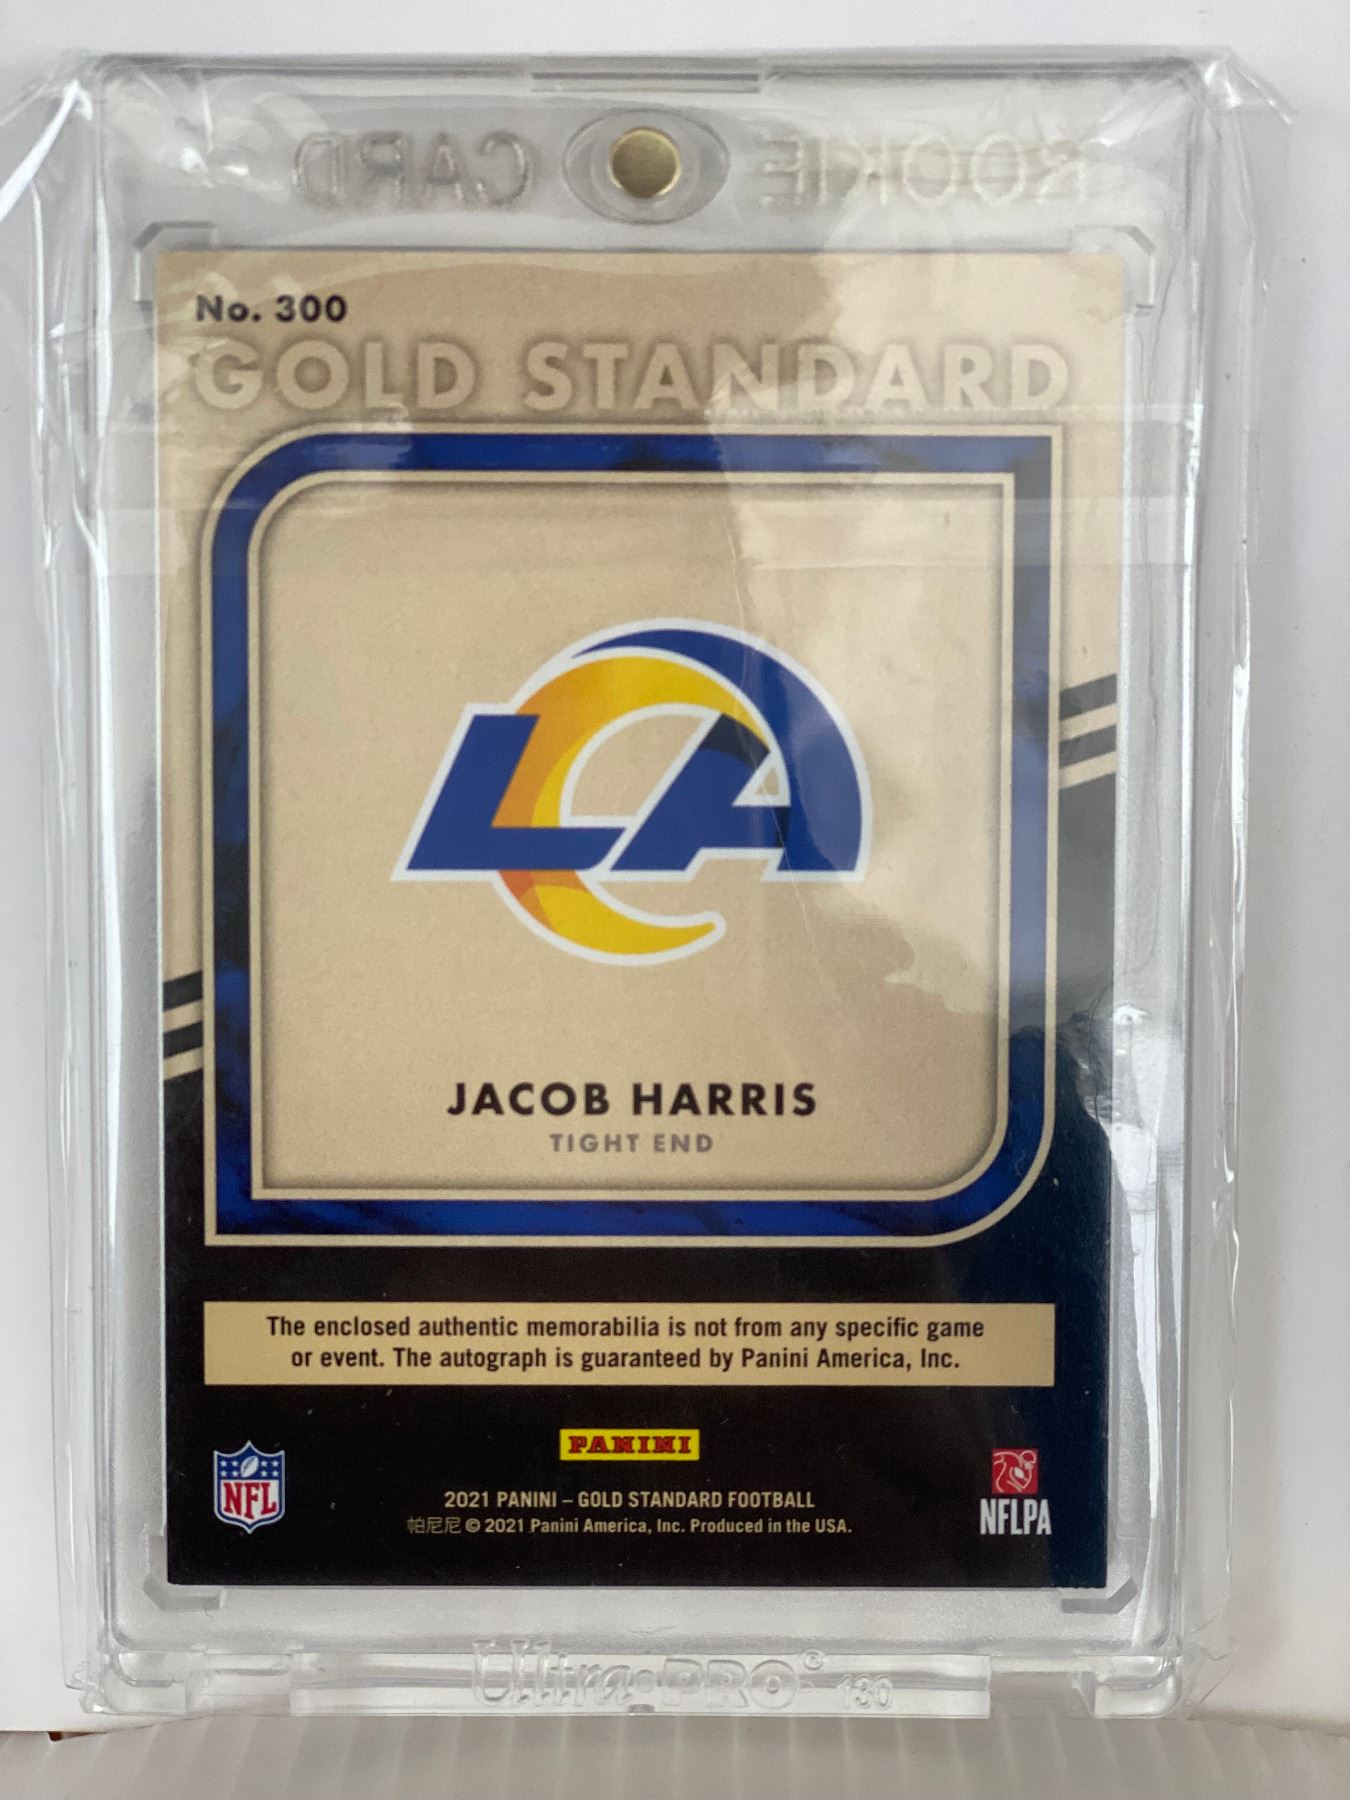 ROOKIE CARD
No. 300
GOLD STANDARD
LA
JACOB HARRIS
TIGHT END
The enclosed authentic memorabilia is not from any specific game
or event. The autograph is guaranteed by Panini America, Inc.
PANINI
NFL
NFLPA
2021 PANINI – GOLD STANDARD FOOTBALL
帕尼尼 © 2021 Panini America, Inc. Produced in the USA.
Ultra•PRO® 130